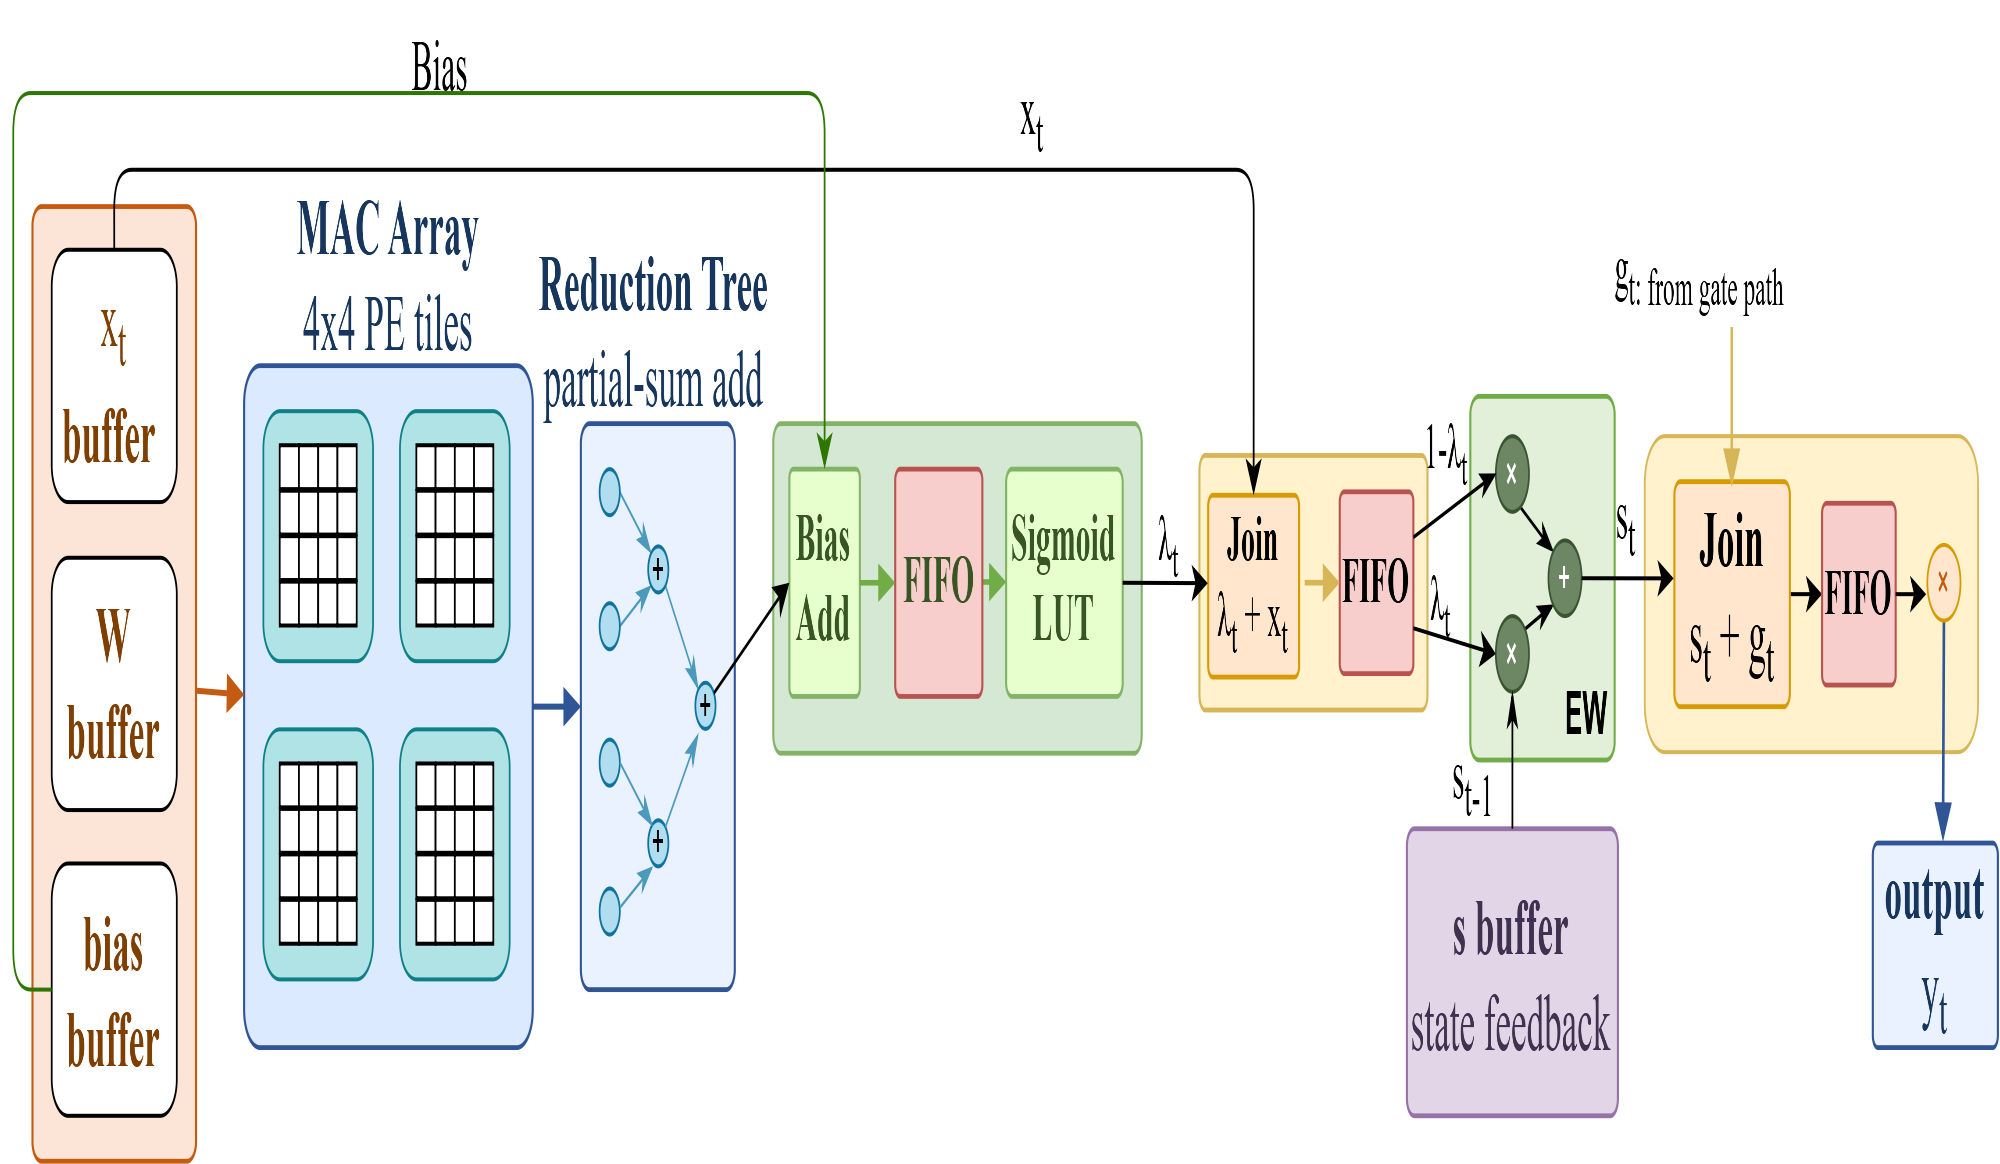 Bias
x_t
MAC Array
4x4 PE tiles
Reduction Tree
partial-sum add
x_t
buffer
W
buffer
bias
buffer
+
+
+
Bias
Add
FIFO
Sigmoid
LUT
λ_t
Join
λ_t + x_t
FIFO
1-λ_t
λ_t
×
+
×
EW
s_t-1
s buffer
state feedback
s_t
g_t: from gate path
Join
s_t + g_t
FIFO
×
output
y_t